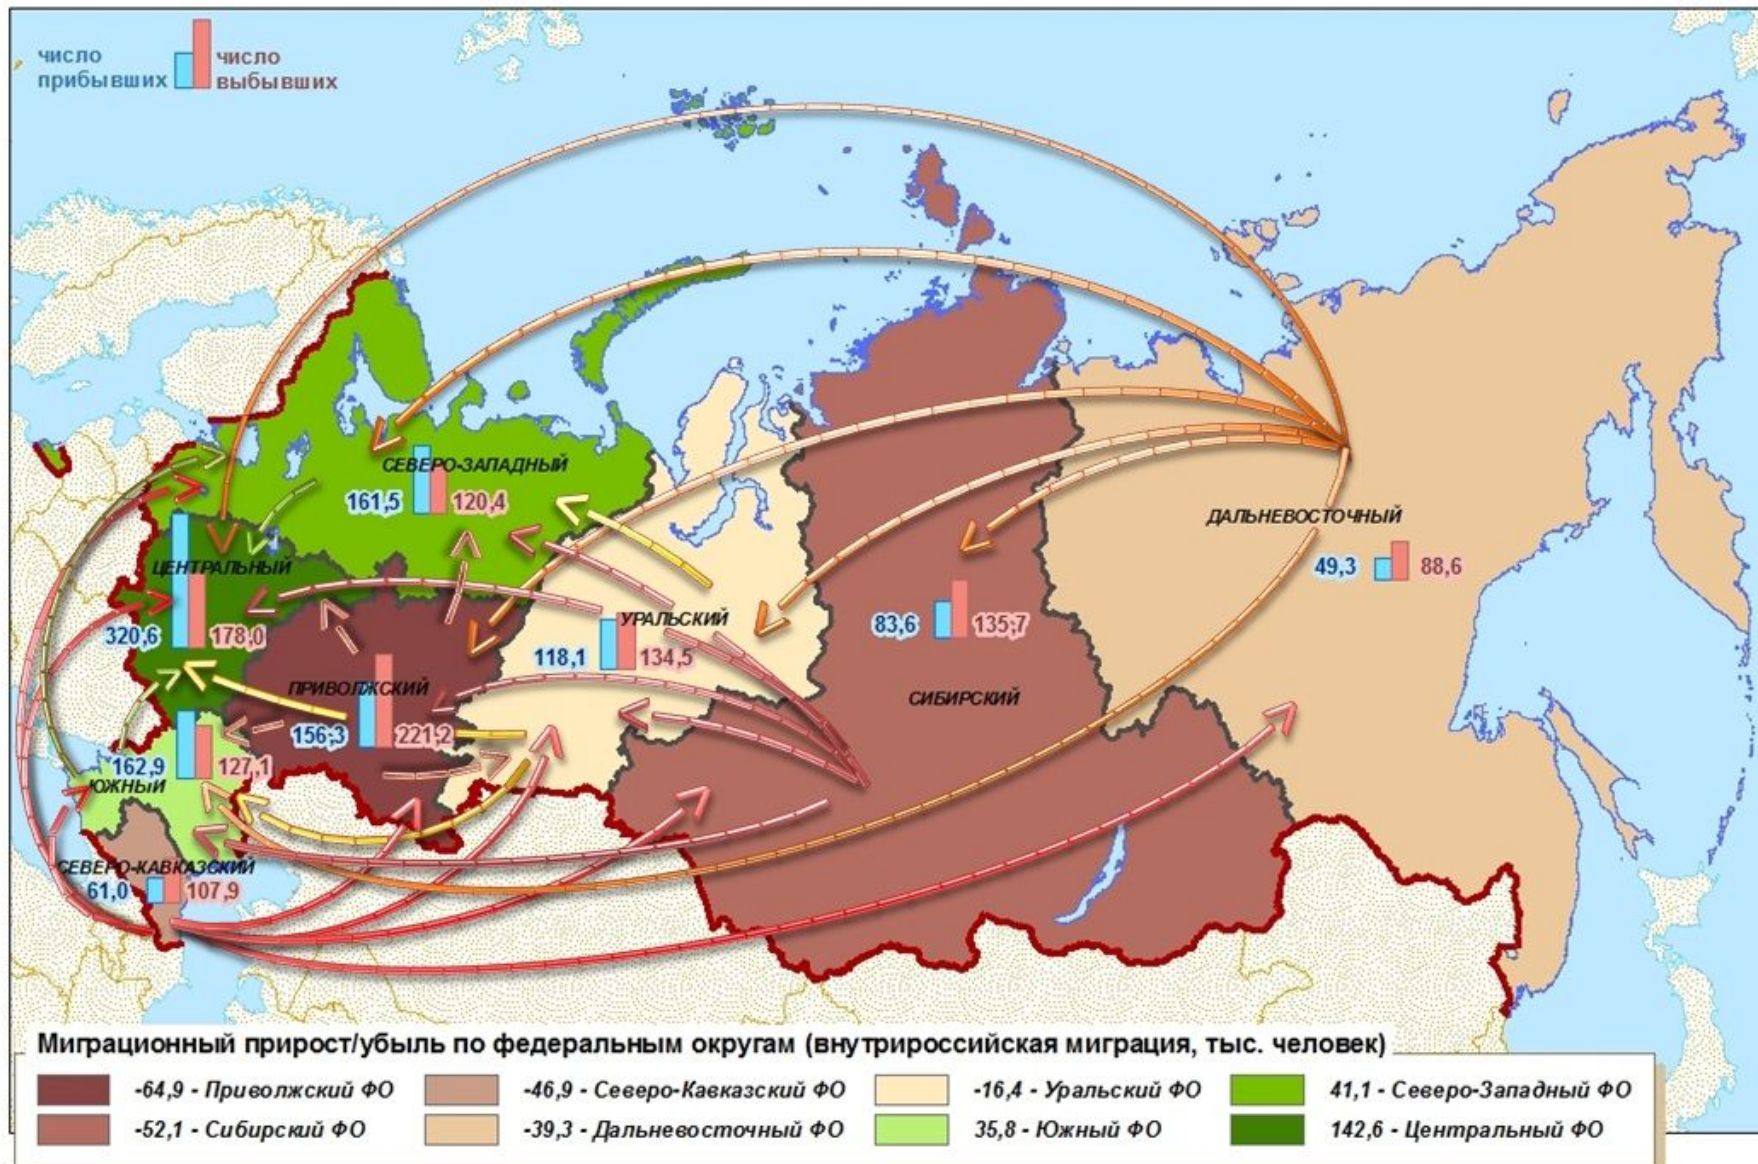 число
прибывших
число
выбывших
СЕВЕРО-ЗАПАДНЫЙ
161,5
120,4
ДАЛЬНЕВОСТОЧНЫЙ
49,3
88,6
ЦЕНТРАЛЬНЫЙ
320,6
178,0
УРАЛЬСКИЙ
118,1
134,5
83,6
135,7
СИБИРСКИЙ
ПРИВОЛЖСКИЙ
156,3
221,2
162,9
127,1
ЮЖНЫЙ
СЕВЕРО-КАВКАЗСКИЙ
61,0
107,9
Миграционный прирост/убыль по федеральным округам (внутрироссийская миграция, тыс. человек)
-64,9 - Приволжский ФО
-46,9 - Северо-Кавказский ФО
-16,4 - Уральский ФО
41,1 - Северо-Западный ФО
-52,1 - Сибирский ФО
-39,3 - Дальневосточный ФО
35,8 - Южный ФО
142,6 - Центральный ФО